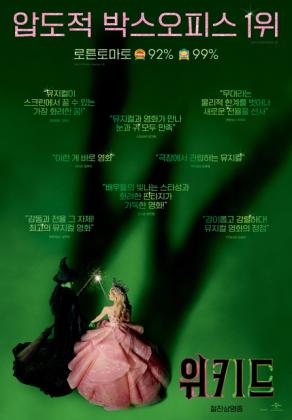 압도적 박스오피스 1위
로튼토마토 92% 99%
"뮤지컬이
스크린에서 꿀 수 있는
가장 화려한 꿈!"
"뮤지컬과 영화가 만나
눈과 귀 모두 만족"
"무대라는
물리적 한계를 벗어나
새로운 전율을 선사"
"이런 게 바로 영화"
"극장에서 관람하는 뮤지컬"
"배우들의 빛나는 스타성과
화려한 판타지가
가득한 영화!"
"감동과 전율 그 자체!
최고의 뮤지컬 영화"
"경이롭고 강렬하다!
뮤지컬 영화의 정점"
위키드
절찬상영중